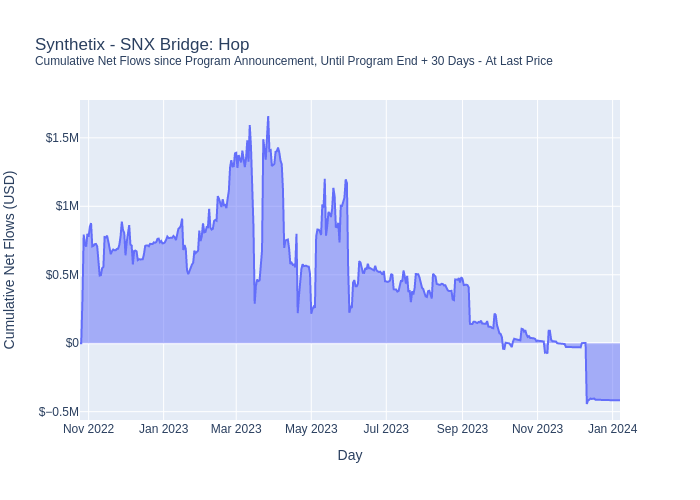 Synthetix - SNX Bridge: Hop
Cumulative Net Flows since Program Announcement, Until Program End + 30 Days - At Last Price
Cumulative Net Flows (USD)
$1.5M
$1M
$0.5M
$0
$−0.5M
Nov 2022 Jan 2023 Mar 2023 May 2023 Jul 2023 Sep 2023 Nov 2023 Jan 2024
Day